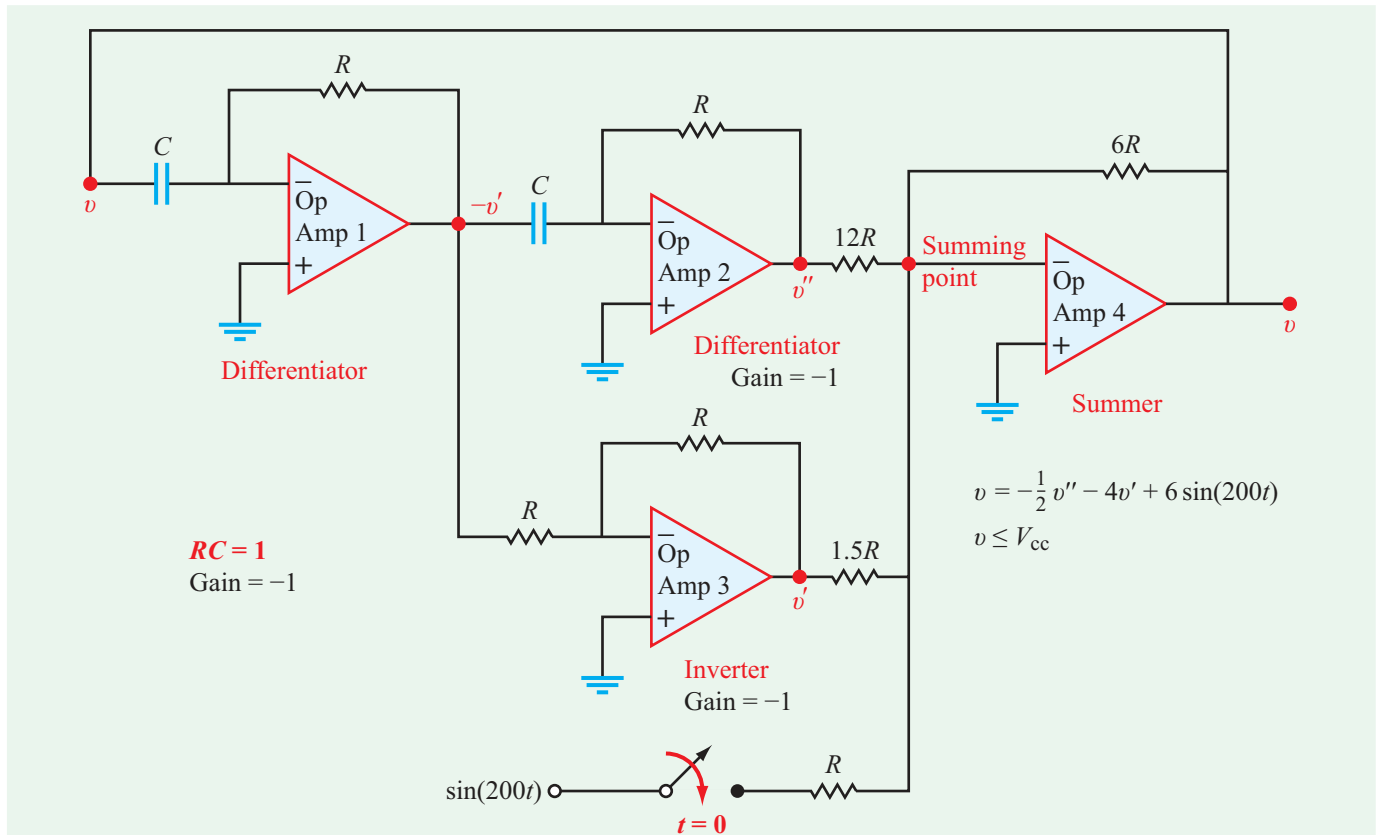 R
C
υ
−
Op
Amp 1
+
Differentiator
−υ′
C
R
−
Op
Amp 2
+
υ″
Differentiator
Gain = −1
12R
Summing
point
6R
−
Op
Amp 4
+
υ
Summer
υ = −1/2 υ″ − 4υ′ + 6 sin(200t)
υ ≤ Vcc
R
R
−
Op
Amp 3
+
υ′
1.5R
Inverter
Gain = −1
RC = 1
Gain = −1
sin(200t)
t = 0
R